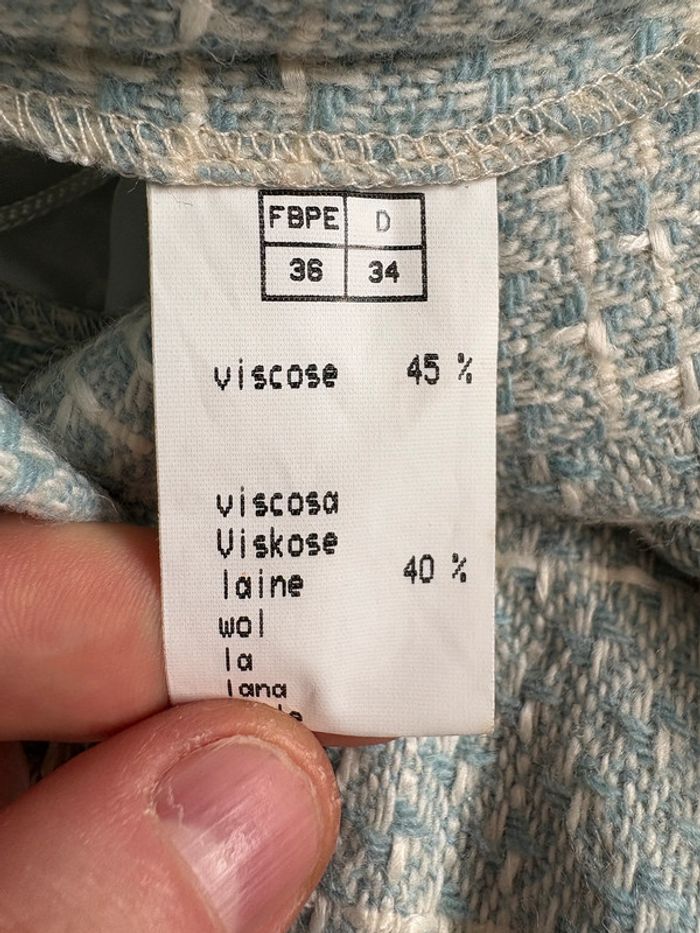 FBPE D
36 34
viscose 45 %
viscosa
Viskose
laine 40 %
wol
la
lana